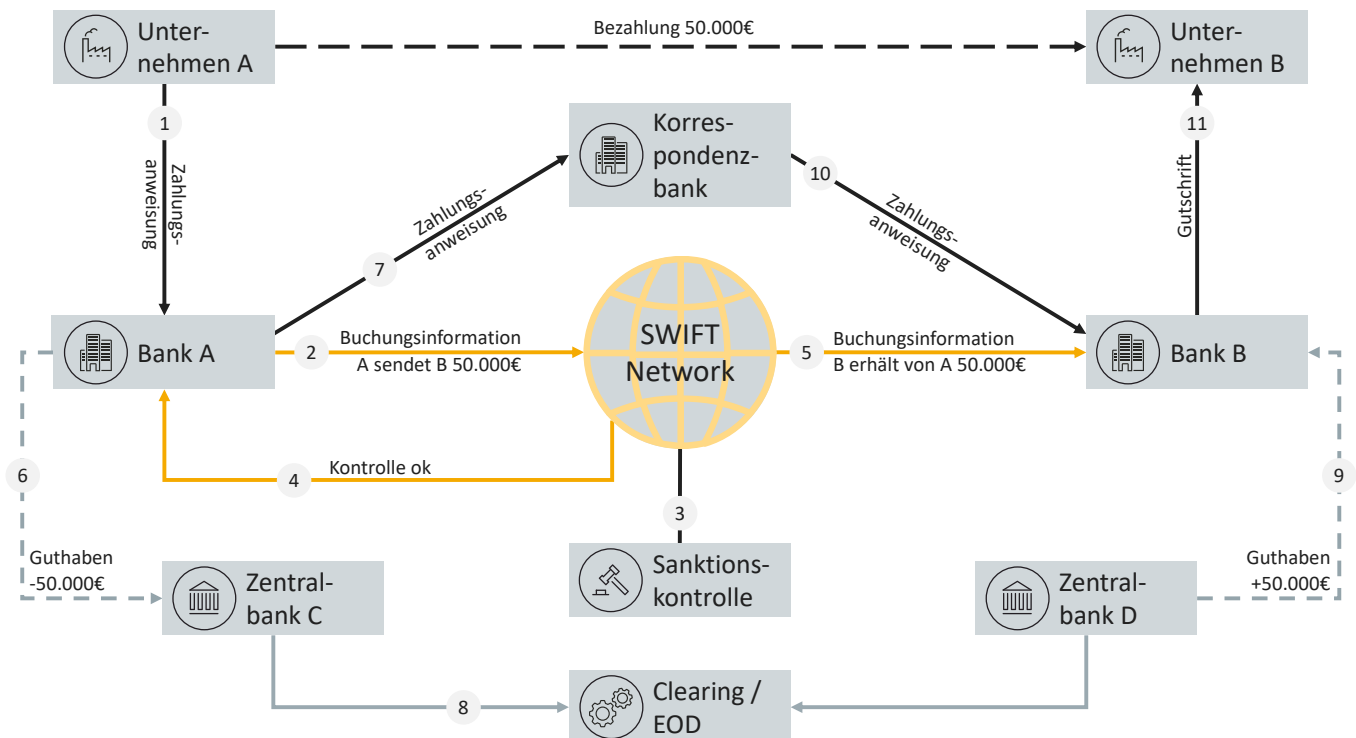 Unter-
nehmen A
Bezahlung 50.000€
Unter-
nehmen B
1
Zahlungs-
anweisung
Korres-
pondenz-
bank
10
11
Zahlungs-
anweisung
7
Zahlungs-
anweisung
Gutschrift
Bank A
2
Buchungsinformation
A sendet B 50.000€
SWIFT
Network
5
Buchungsinformation
B erhält von A 50.000€
Bank B
6
4
Kontrolle ok
3
9
Guthaben
-50.000€
Zentral-
bank C
Sanktions-
kontrolle
Zentral-
bank D
Guthaben
+50.000€
8
Clearing /
EOD